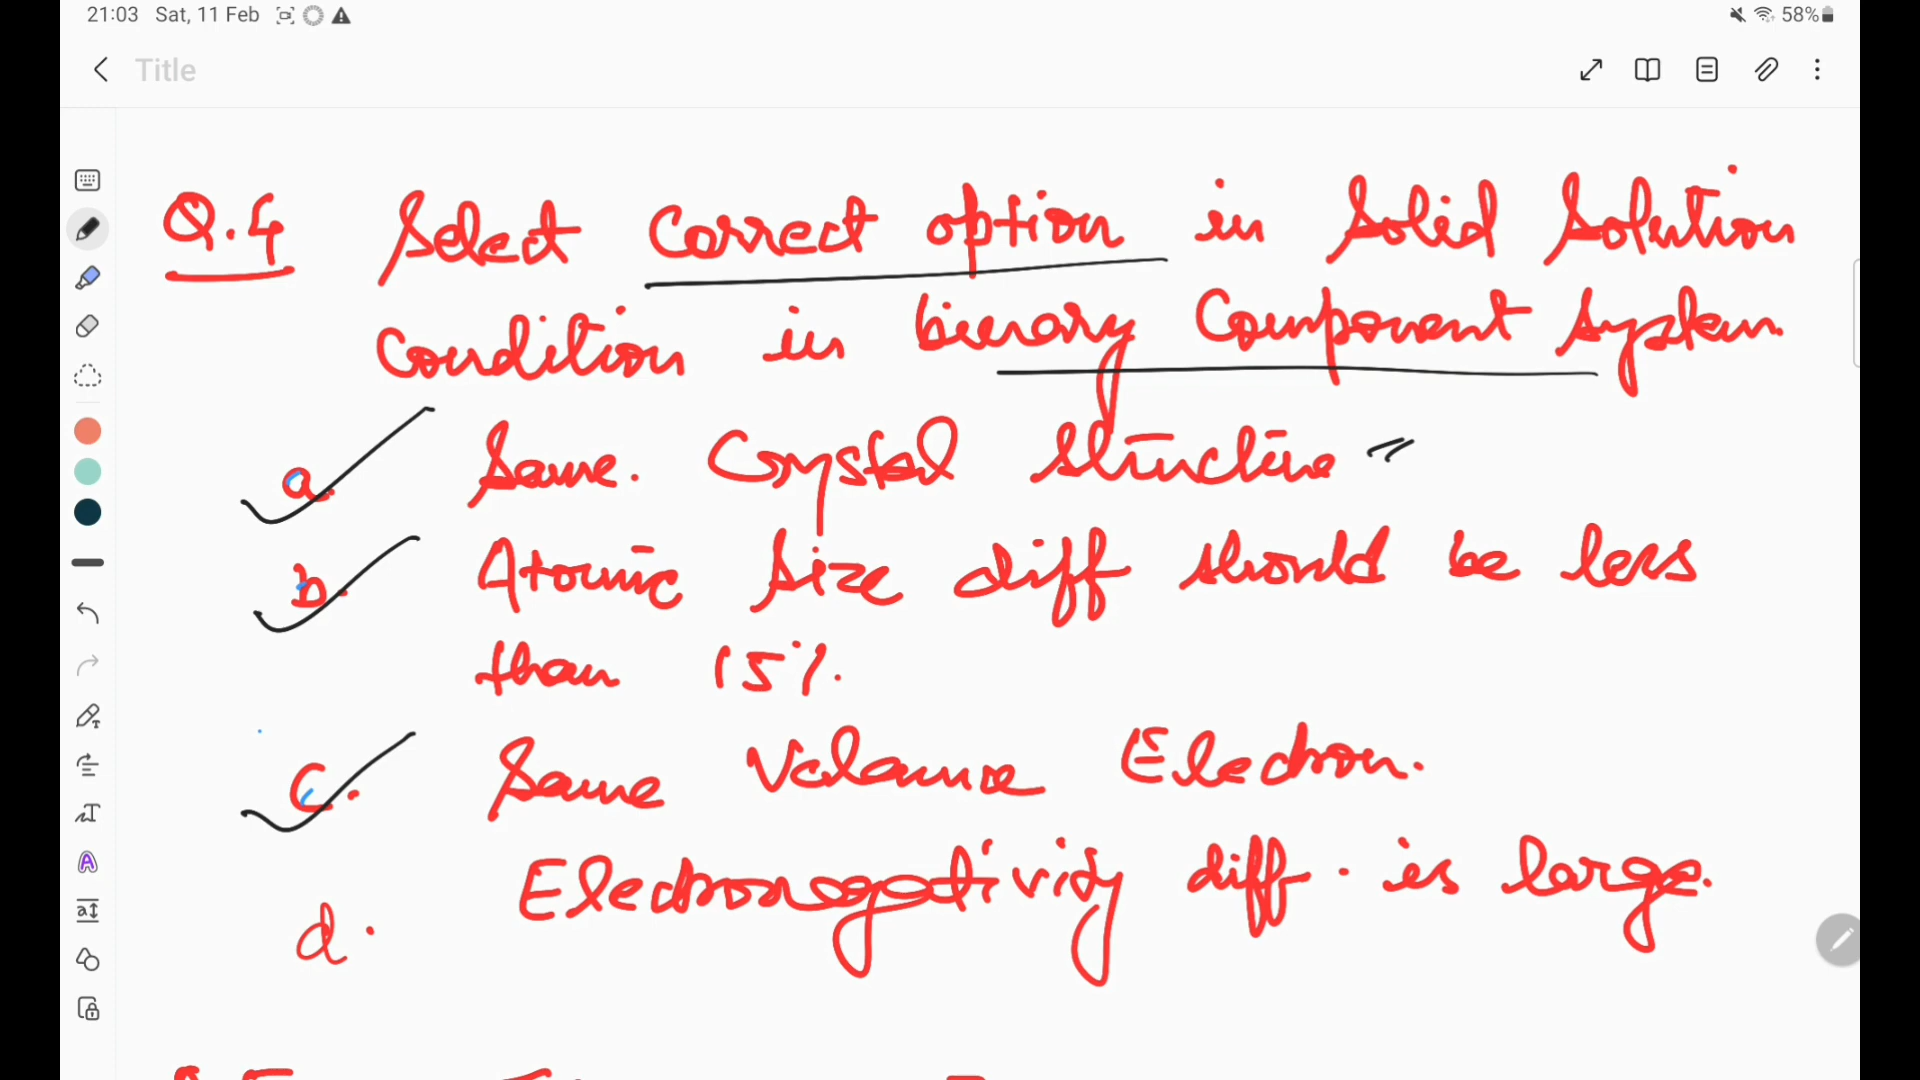 21:03 Sat, 11 Feb 58%
Title
Q.4 Select Correct option in Solid Solution
Condition in binary Component System
a. Same. Crystal Structure
b. Atomic Size diff should be less
than 15%.
c. Same Valance Electron.
d. Electronegativity diff. is large.